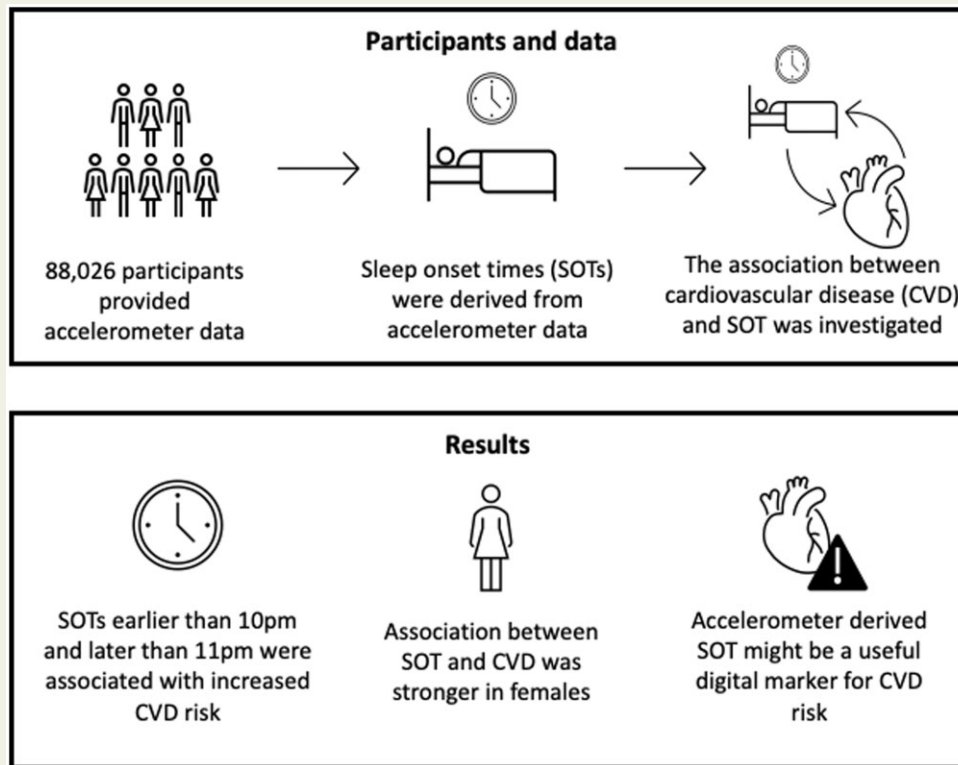 Participants and data
88,026 participants
provided
accelerometer data
Sleep onset times (SOTs)
were derived from
accelerometer data
The association between
cardiovascular disease (CVD)
and SOT was investigated
Results
SOTs earlier than 10pm
and later than 11pm were
associated with increased
CVD risk
Association between
SOT and CVD was
stronger in females
Accelerometer derived
SOT might be a useful
digital marker for CVD
risk